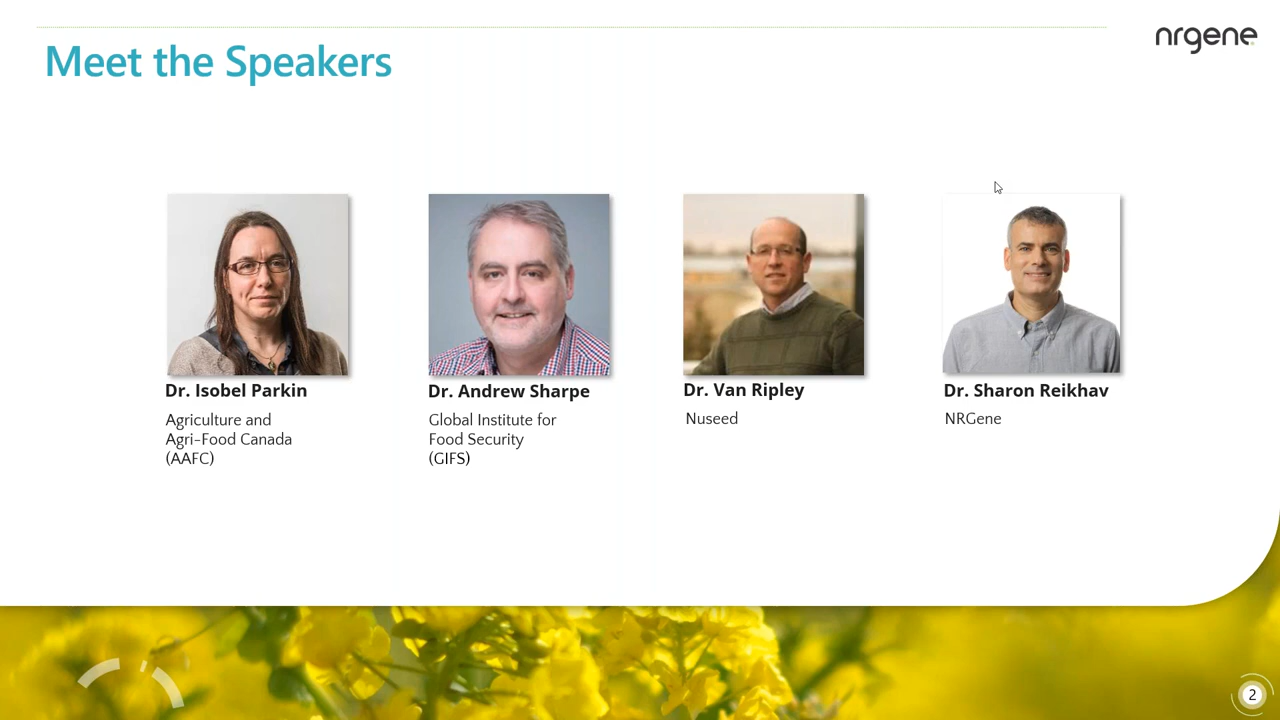 nrgene
Meet the Speakers
Dr. Isobel Parkin
Agriculture and
Agri-Food Canada
(AAFC)
Dr. Andrew Sharpe
Global Institute for
Food Security
(GIFS)
Dr. Van Ripley
Nuseed
Dr. Sharon Reikhav
NRGene
2